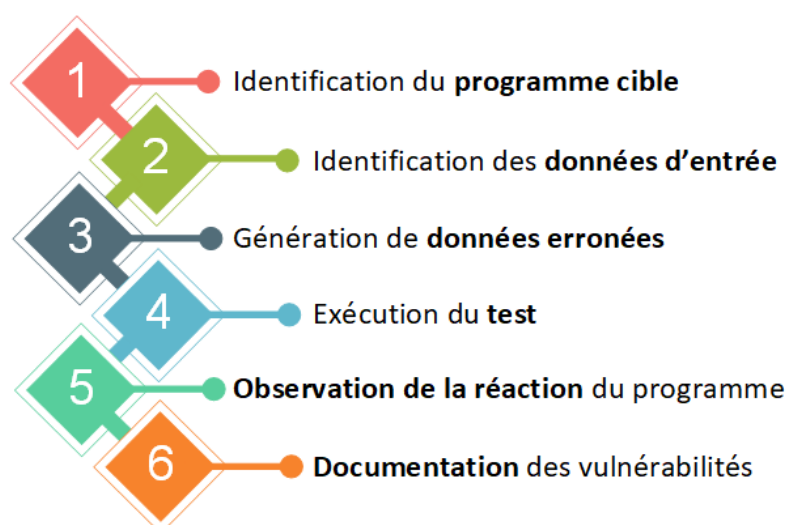 1 Identification du programme cible
2 Identification des données d’entrée
3 Génération de données erronées
4 Exécution du test
5 Observation de la réaction du programme
6 Documentation des vulnérabilités